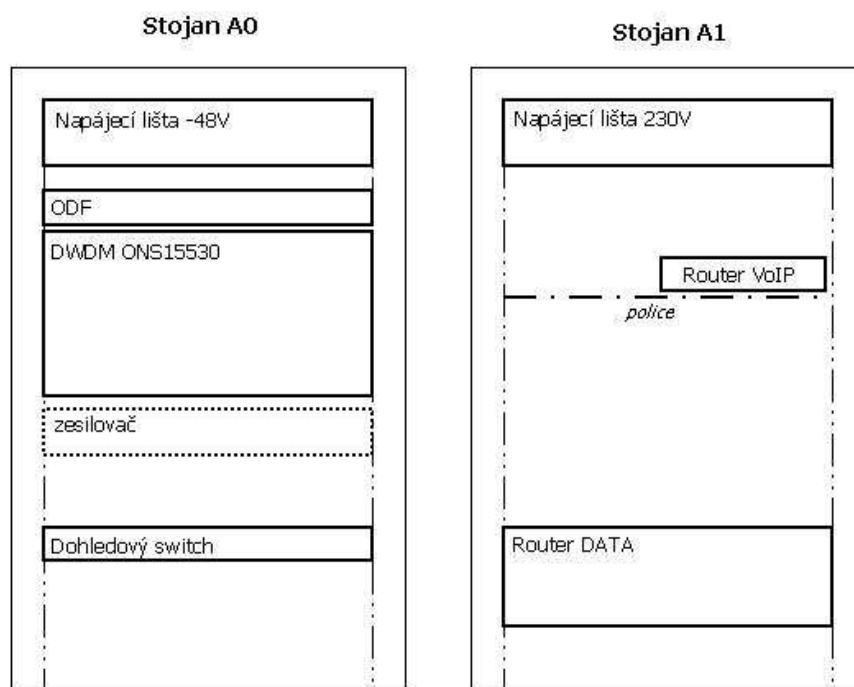 Stojan A0
Napájecí lišta -48V
ODF
DWDM ONS15530
zesilovač
Dohledový switch
Stojan A1
Napájecí lišta 230V
Router VoIP
police
Router DATA